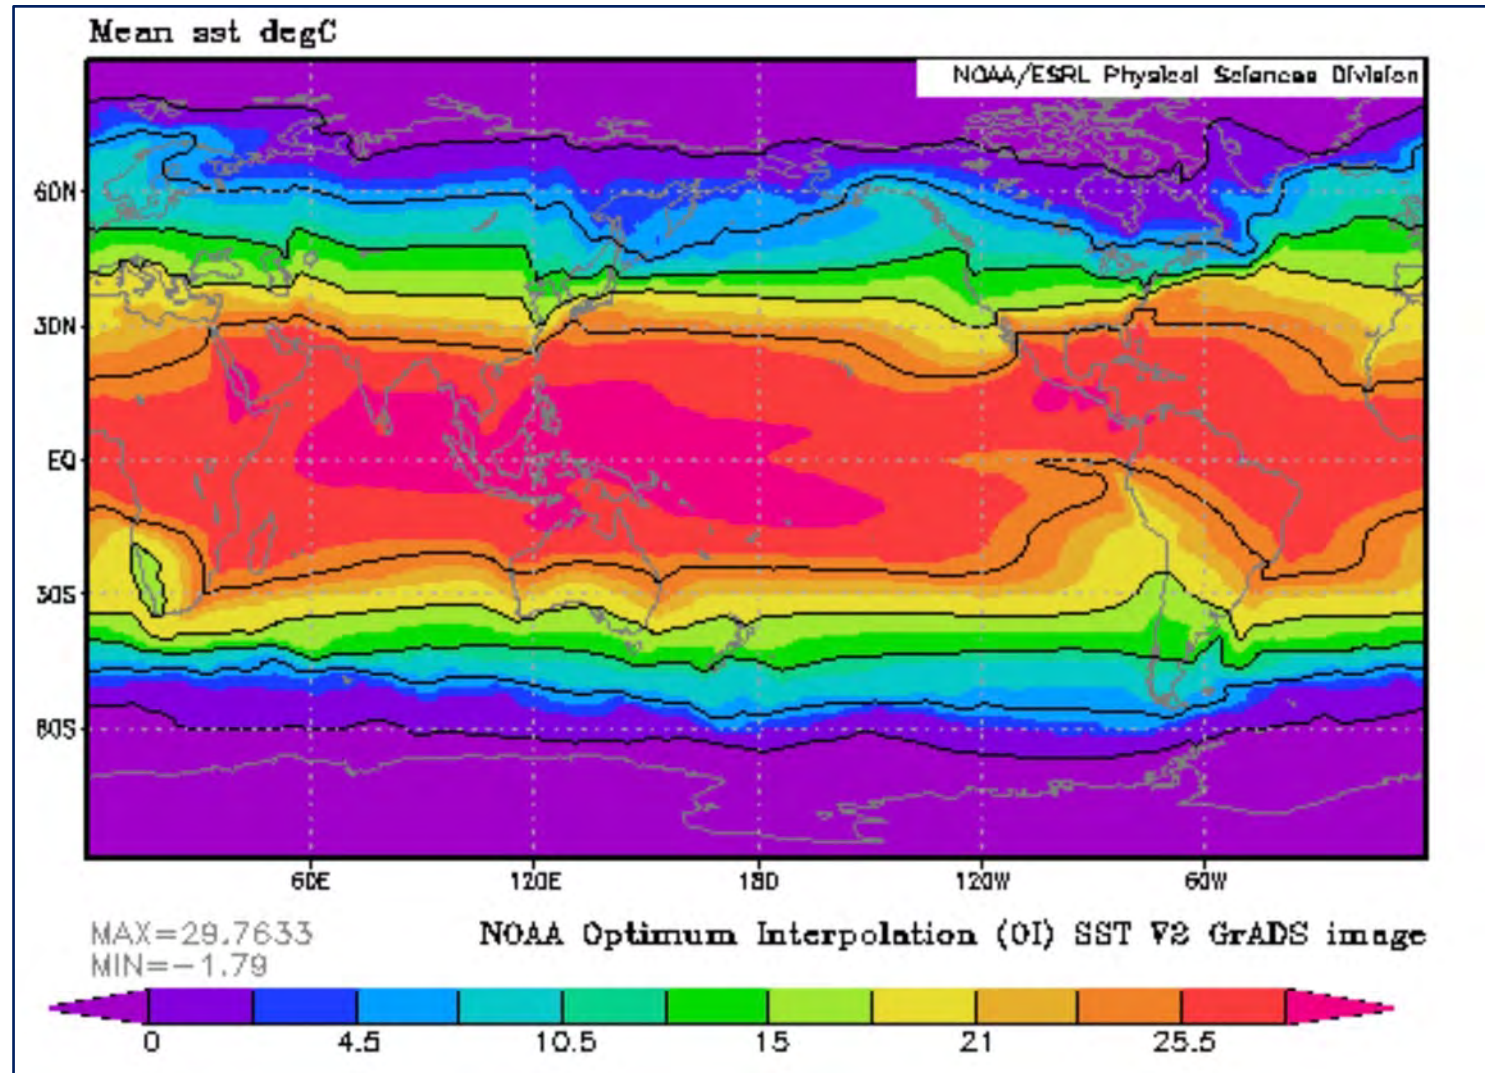 Mean sst degC
NOAA/ESRL Physical Sciences Division
60N
30N
EQ
30S
60S
60E 120E 180 120W 60W
MAX=29.7633
MIN=-1.79
NOAA Optimum Interpolation (OI) SST V2 GrADS image
0 4.5 10.5 15 21 25.5